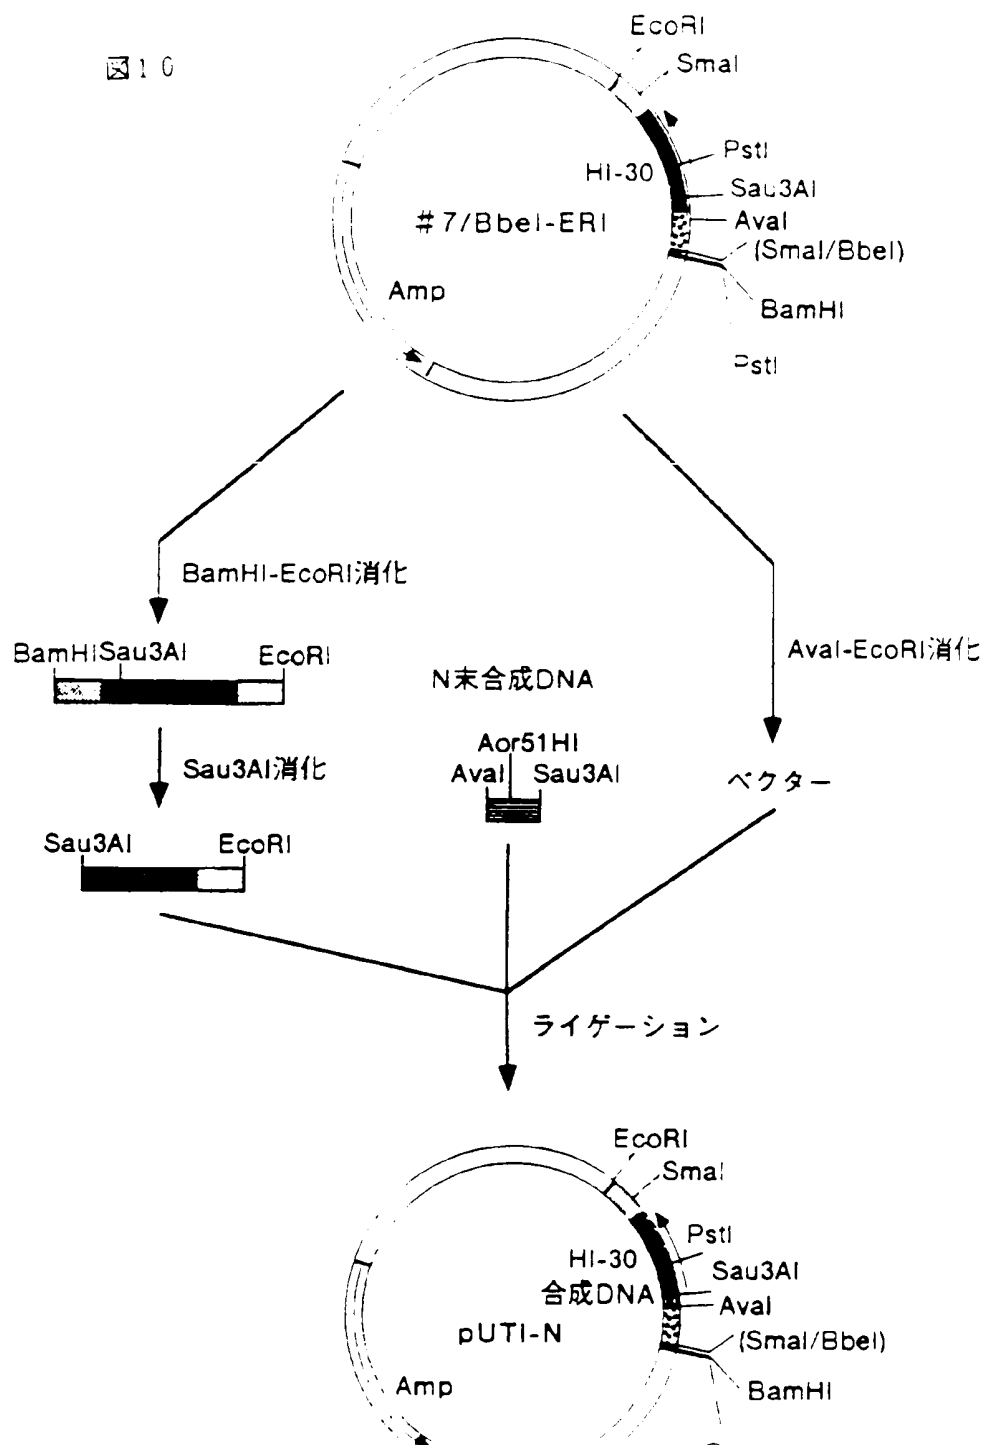 図10
EcoRI
SmaI
PstI
HI-30
Sau3AI
AvaI
#7/BbeI-ERI
(SmaI/BbeI)
Amp
BamHI
PstI
BamHI-EcoRI消化
BamHI Sau3AI EcoRI
AvaI-EcoRI消化
N末合成DNA
Aor51HI
Sau3AI消化
AvaI Sau3AI
ベクター
Sau3AI EcoRI
ライゲーション
EcoRI
SmaI
PstI
HI-30
Sau3AI
合成DNA
AvaI
pUTI-N
(SmaI/BbeI)
Amp
BamHI